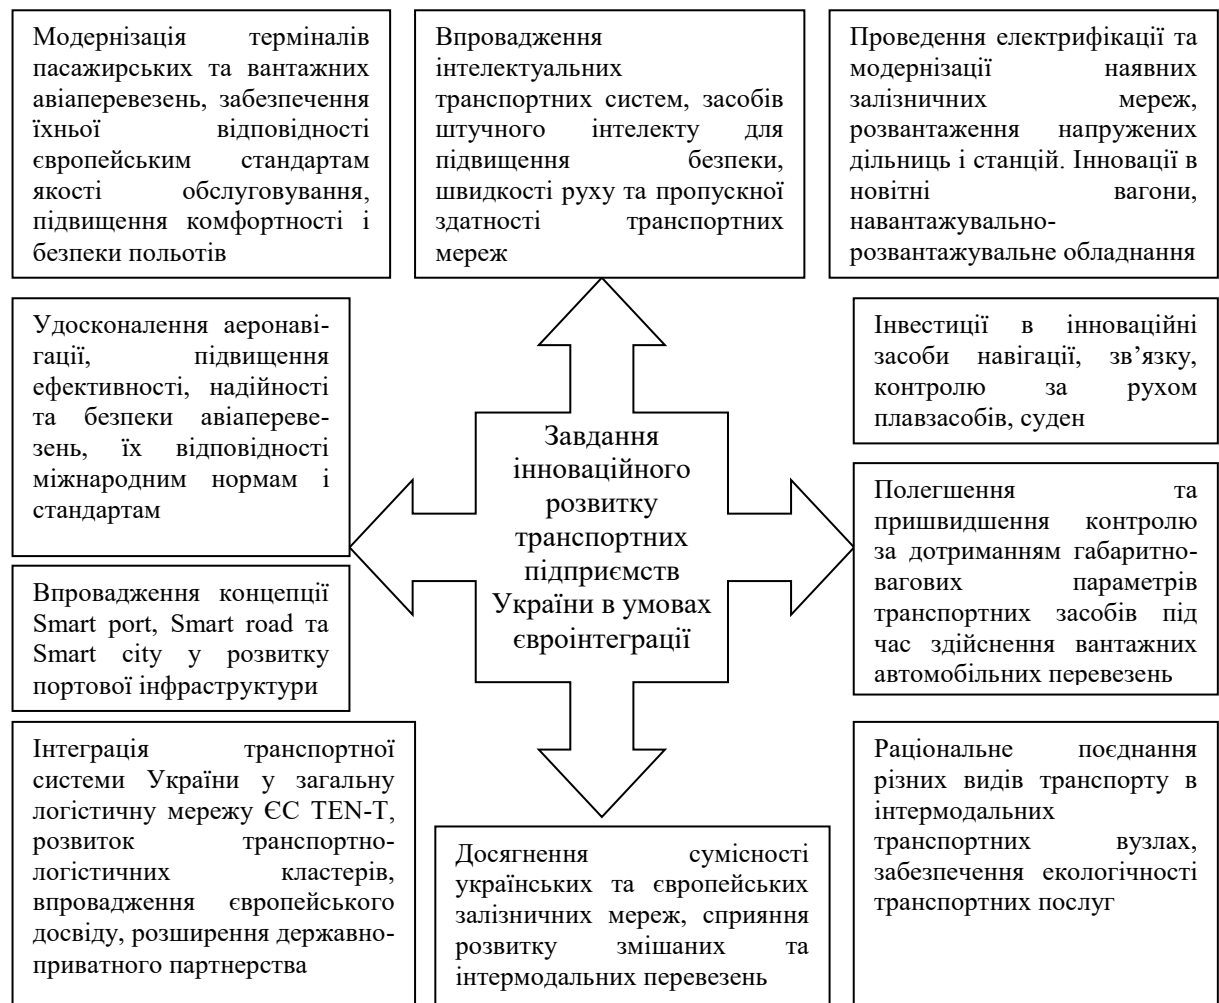 Модернізація терміналів
пасажирських та вантажних
авіаперевезень, забезпечення
їхньої відповідності
європейським стандартам
якості обслуговування,
підвищення комфортності і
безпеки польотів
Впровадження
інтелектуальних
транспортних систем, засобів
штучного інтелекту для
підвищення безпеки,
швидкості руху та пропускної
здатності транспортних
мереж
Проведення електрифікації та
модернізації наявних
залізничних мереж,
розвантаження напружених
дільниць і станцій. Інновації в
новітні вагони,
навантажувально-
розвантажувальне обладнання
Удосконалення аеронаві-
гації, підвищення
ефективності, надійності
та безпеки авіапереве-
зень, їх відповідності
міжнародним нормам і
стандартам
Інвестиції в інноваційні
засоби навігації, зв’язку,
контролю за рухом
плавзасобів, суден
Завдання
інноваційного
розвитку
транспортних
підприємств
України в умовах
євроінтеграції
Полегшення та
пришвидшення контролю
за дотриманням габаритно-
вагових параметрів
транспортних засобів під
час здійснення вантажних
автомобільних перевезень
Впровадження концепції
Smart port, Smart road та
Smart city у розвитку
портової інфраструктури
Інтеграція транспортної
системи України у загальну
логістичну мережу ЄС TEN-T,
розвиток транспортно-
логістичних кластерів,
впровадження європейського
досвіду, розширення державно-
приватного партнерства
Досягнення сумісності
українських та європейських
залізничних мереж, сприяння
розвитку змішаних та
інтермодальних перевезень
Раціональне поєднання
різних видів транспорту в
інтермодальних
транспортних вузлах,
забезпечення екологічності
транспортних послуг